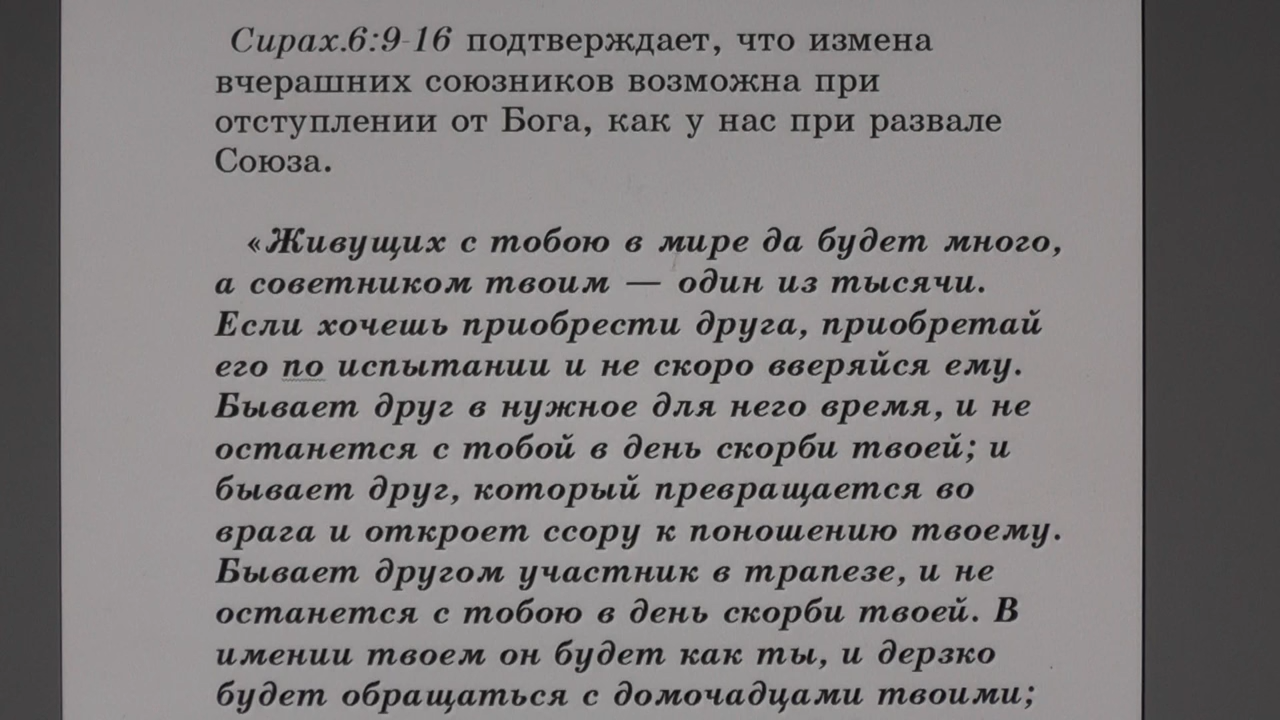 Сирах.6:9-16 подтверждает, что измена
вчерашних союзников возможна при
отступлении от Бога, как у нас при развале
Союза.
«Живущих с тобою в мире да будет много,
а советником твоим — один из тысячи.
Если хочешь приобрести друга, приобретай
его по испытании и не скоро вверяйся ему.
Бывает друг в нужное для него время, и не
останется с тобой в день скорби твоей; и
бывает друг, который превращается во
врага и откроет ссору к поношению твоему.
Бывает другом участник в трапезе, и не
останется с тобою в день скорби твоей. В
имении твоем он будет как ты, и дерзко
будет обращаться с домочадцами твоими;